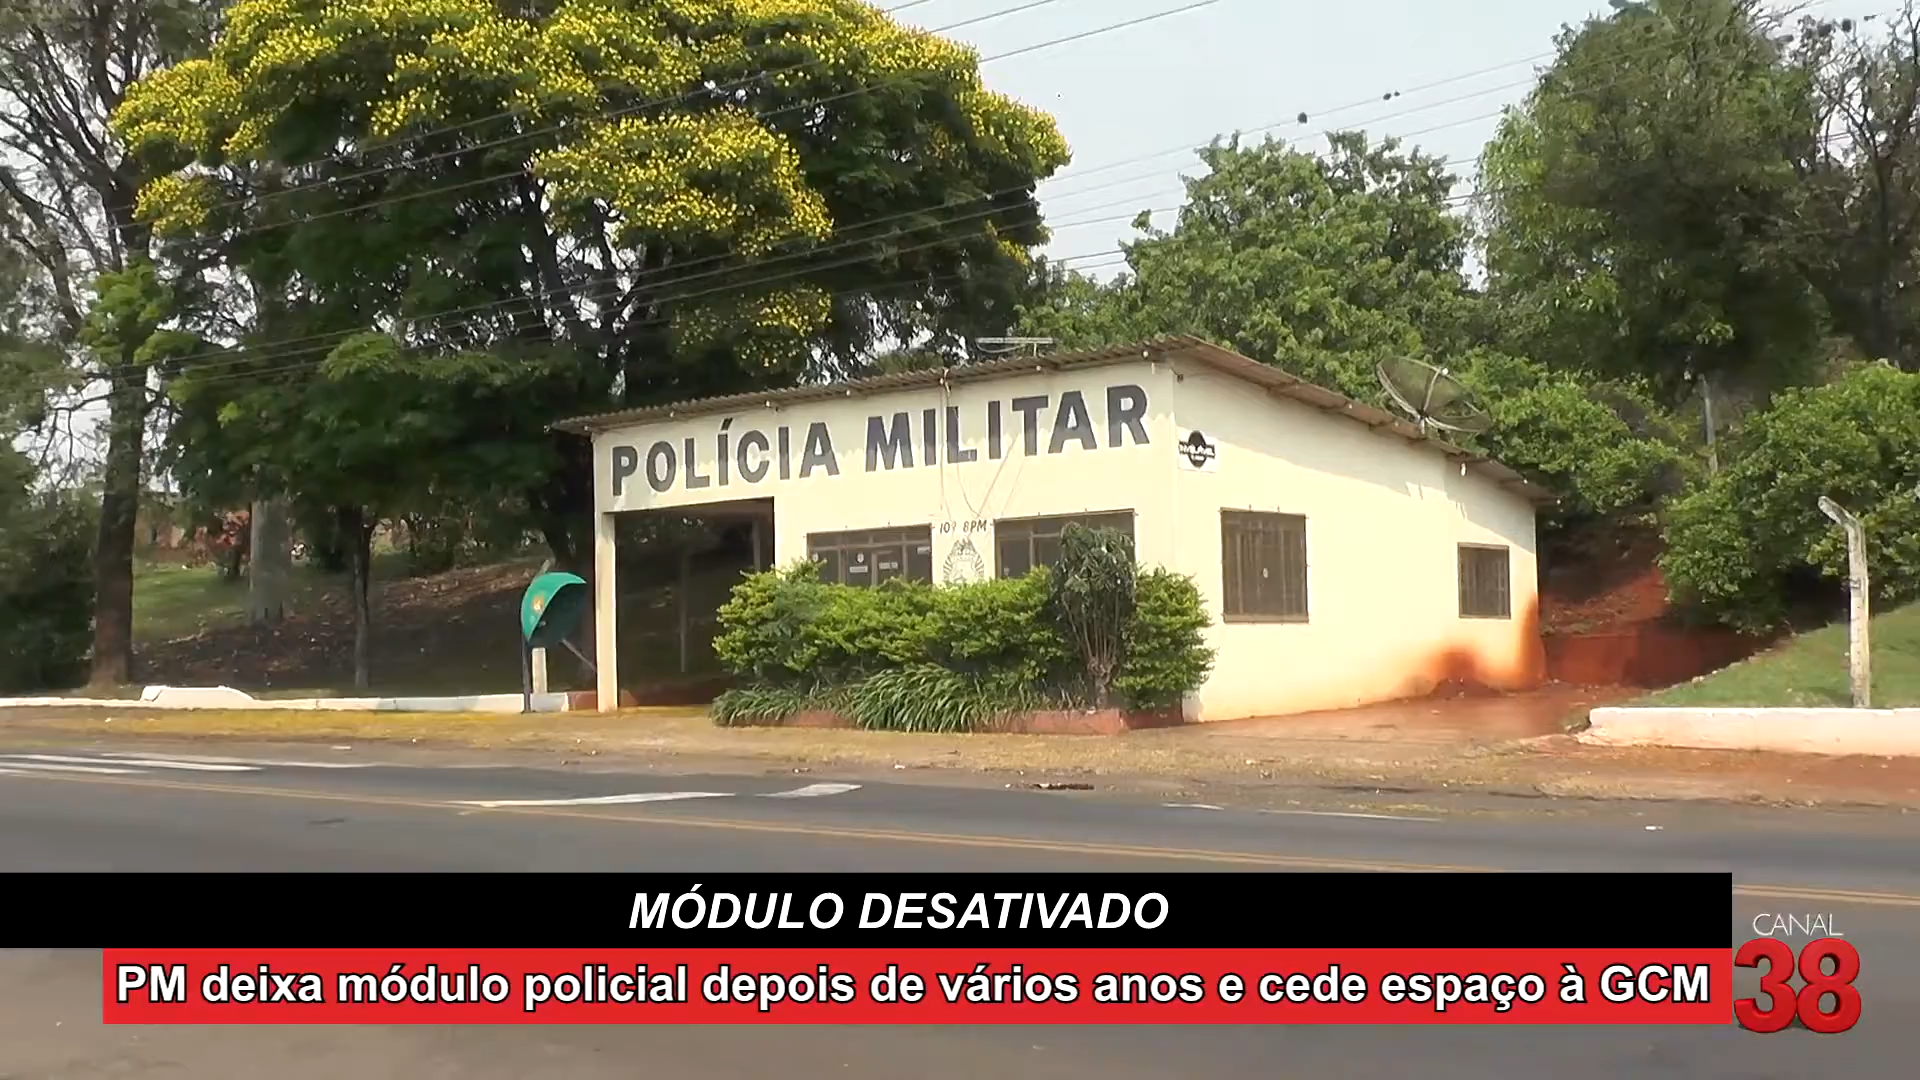 POLÍCIA MILITAR
10º BPM
MÓDULO DESATIVADO
PM deixa módulo policial depois de vários anos e cede espaço à GCM
CANAL
38